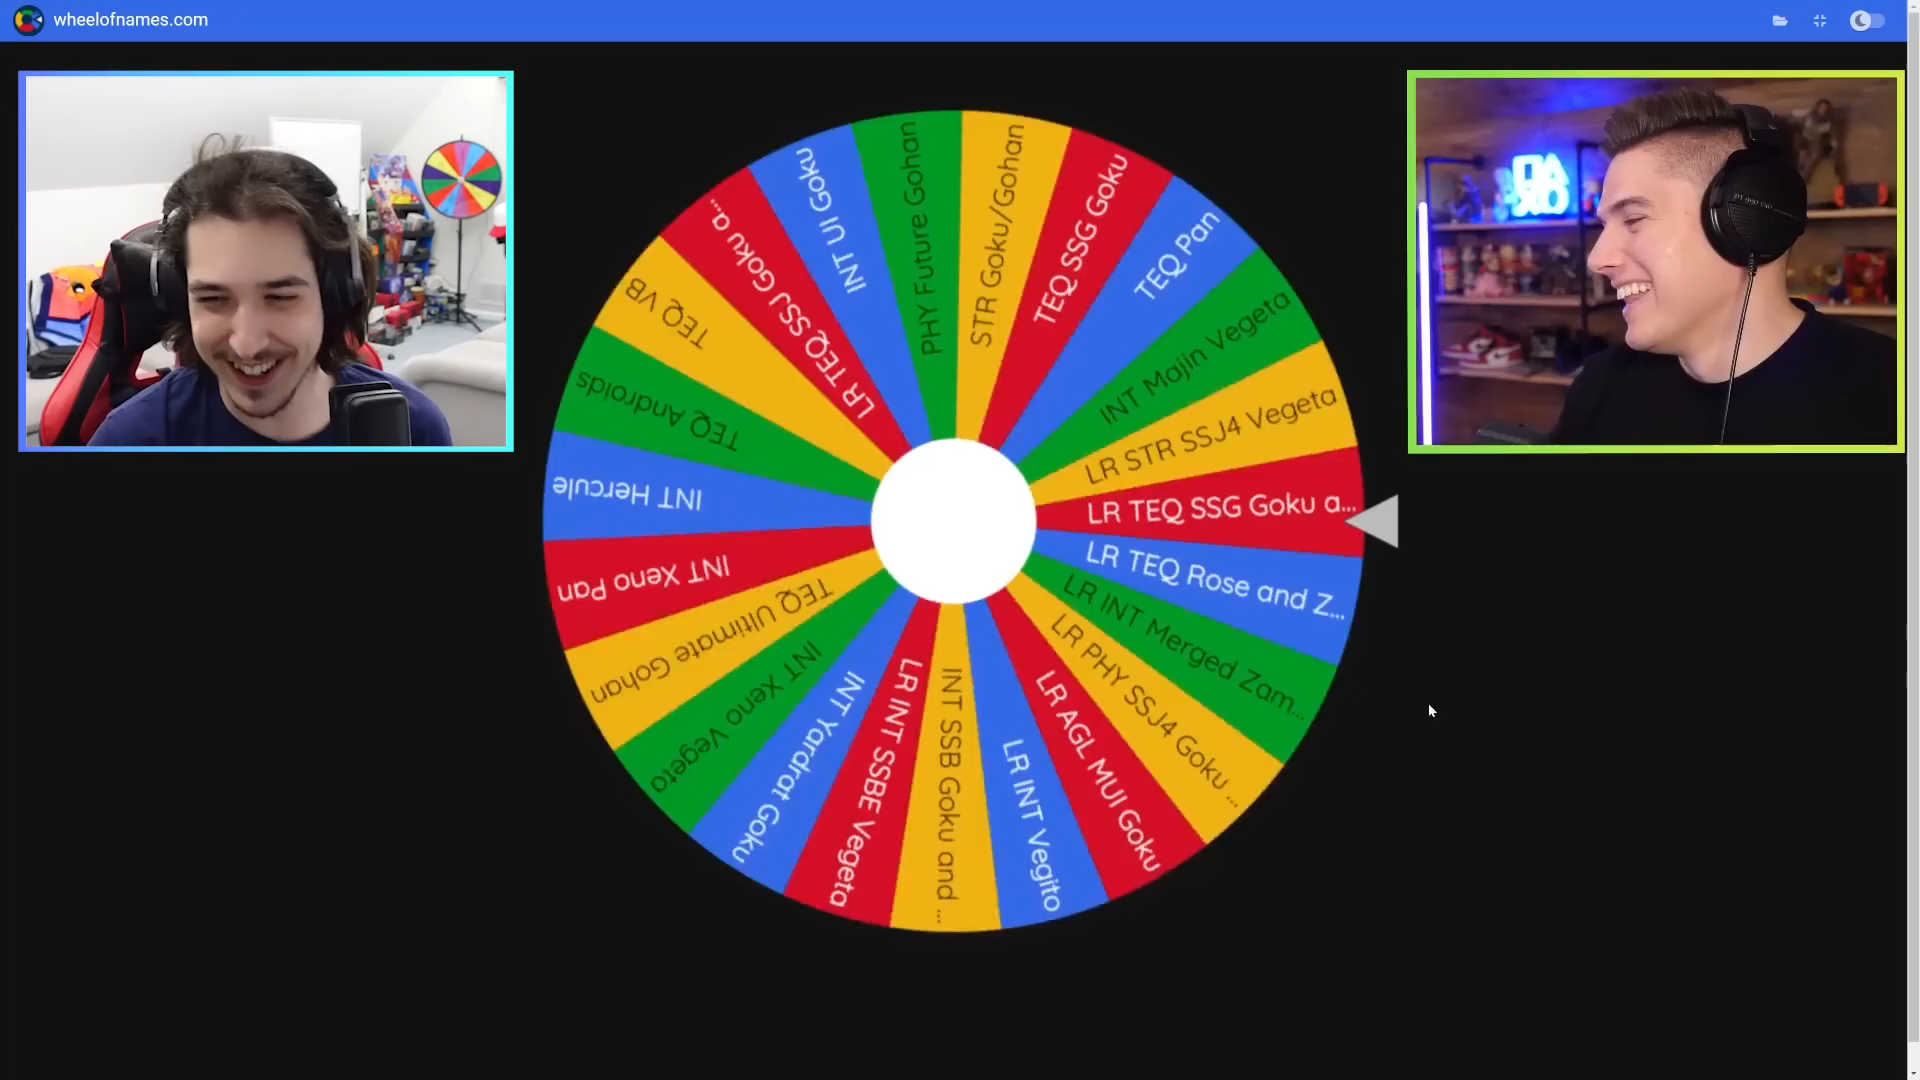 wheelofnames.com
PHY Future Gohan
STR Goku/Gohan
TEQ SSG Goku
TEQ Pan
INT Majin Vegeta
LR STR SSJ4 Vegeta
LR TEQ SSG Goku a...
LR TEQ Rose and Z...
LR INT Merged Zam...
LR PHY SSJ4 Goku ...
LR AGL MUI Goku
LR INT Vegito
INT SSB Goku and ...
LR INT SSBE Vegeta
INT Yardrat Goku
INT Xeno Vegeta
TEQ Ultimate Gohan
INT Xeno Pan
INT Hercule
TEQ Androids
TEQ VB
LR TEQ SSJ Goku a...
INT UI Goku